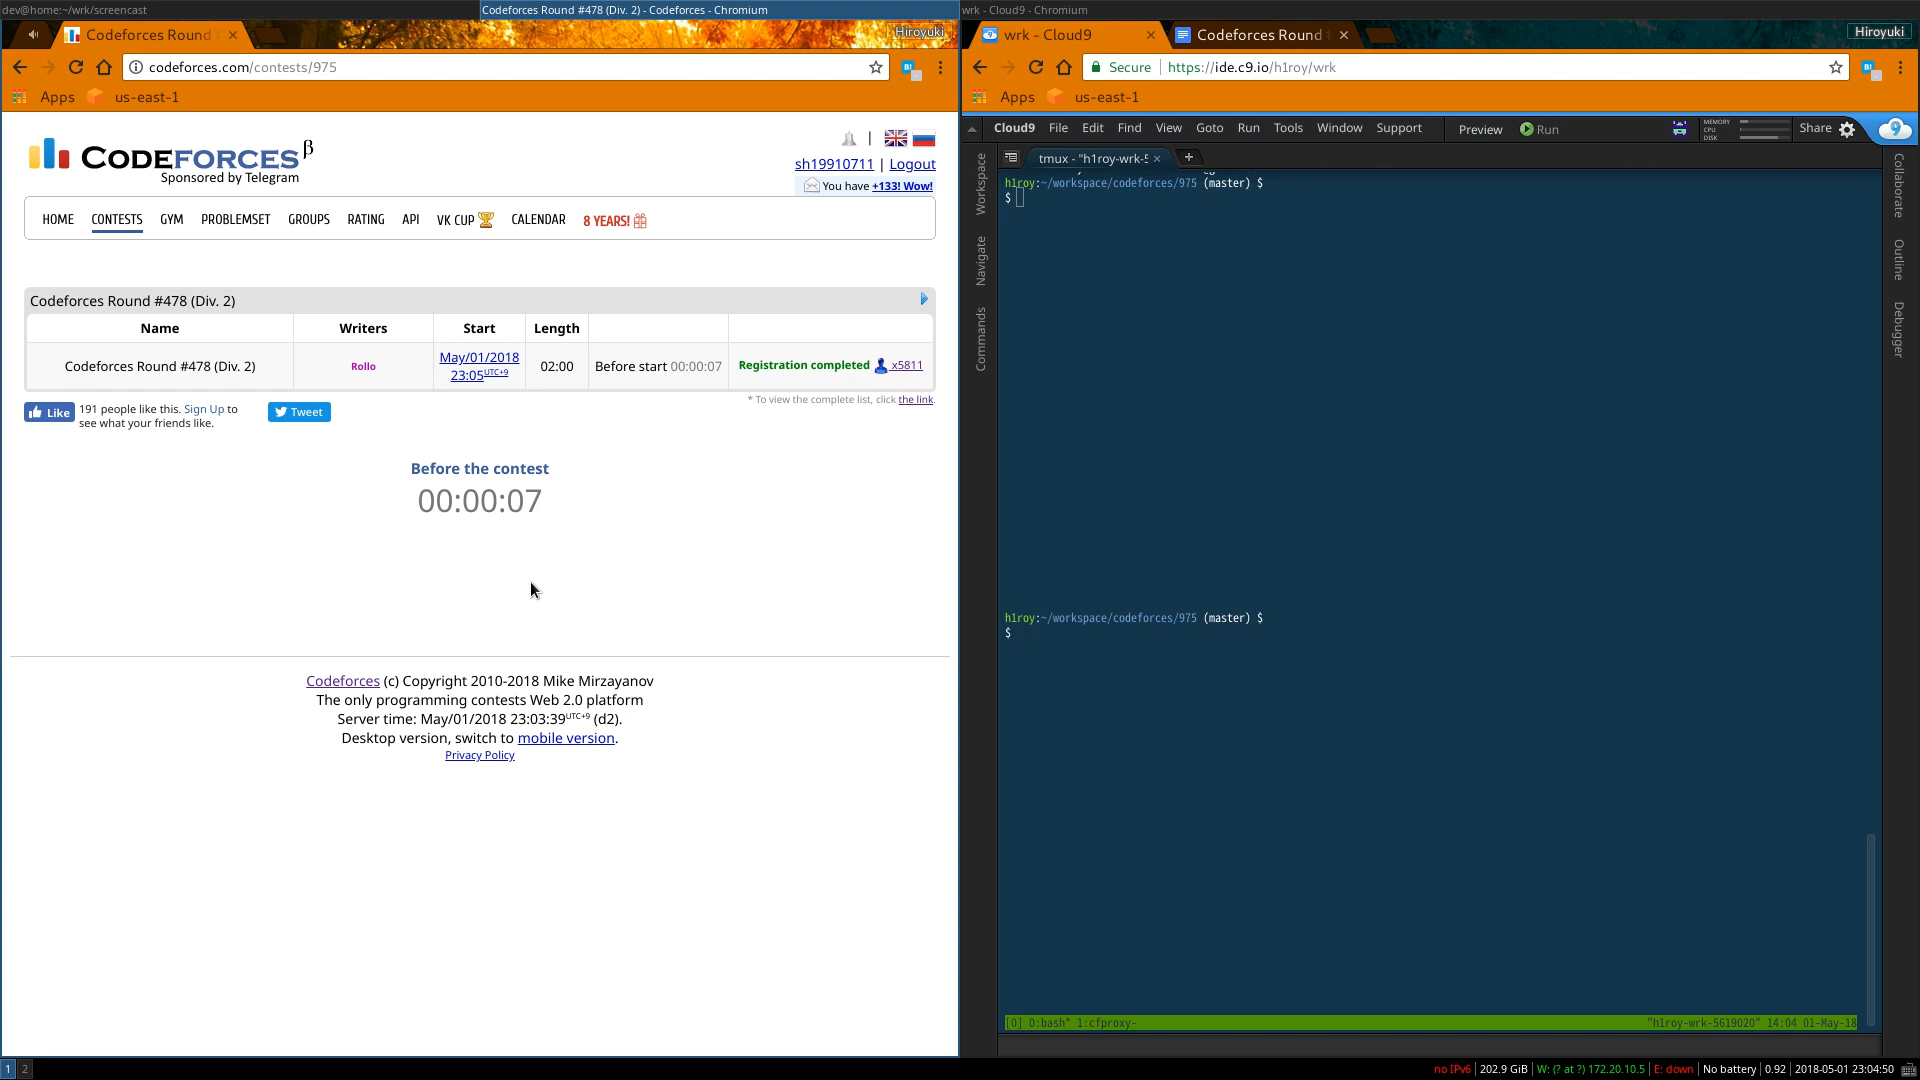 dev@home:~/wrk/screencast
Codeforces Round #478 (Div. 2) - Codeforces - Chromium
wrk - Cloud9 - Chromium
Codeforces Round
Hiroyuki
codeforces.com/contests/975
Apps
us-east-1
CODEFORCES β
Sponsored by Telegram
sh19910711 | Logout
You have +133! Wow!
HOME CONTESTS GYM PROBLEMSET GROUPS RATING API VK CUP CALENDAR 8 YEARS!
Codeforces Round #478 (Div. 2)
Name Writers Start Length
Codeforces Round #478 (Div. 2) Rollo May/01/2018 23:05UTC+9 02:00 Before start 00:00:07 Registration completed x5811
* To view the complete list, click the link.
Like 191 people like this. Sign Up to
see what your friends like.
Tweet
Before the contest
00:00:07
Codeforces (c) Copyright 2010-2018 Mike Mirzayanov
The only programming contests Web 2.0 platform
Server time: May/01/2018 23:03:39UTC+9 (d2).
Desktop version, switch to mobile version.
Privacy Policy
wrk - Cloud9
Codeforces Round
Hiroyuki
Secure https://ide.c9.io/h1roy/wrk
Apps
us-east-1
Cloud9 File Edit Find View Goto Run Tools Window Support Preview Run MEMORY CPU DISK Share
tmux - "h1roy-wrk-5
Workspace
Navigate
Commands
Collaborate
Outline
Debugger
h1roy:~/workspace/codeforces/975 (master) $
$
h1roy:~/workspace/codeforces/975 (master) $
$
[0] 0:bash* 1:cfproxy- "h1roy-wrk-5619020" 14:04 01-May-18
1 2
no IPv6 | 202.9 GiB | W: (? at ?) 172.20.10.5 | E: down | No battery | 0.92 | 2018-05-01 23:04:50